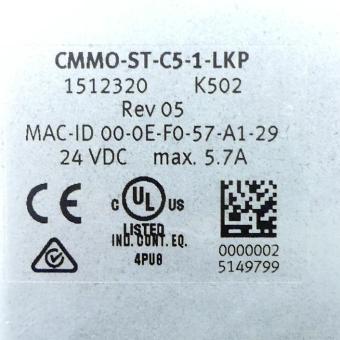 CMMO-ST-C5-1-LKP
1512320 K502
Rev 05
MAC-ID 00-0E-F0-57-A1-29
24 VDC max. 5.7A
CE
C UL US
LISTED
IND. CONT. EQ.
4PU8
0000002
5149799